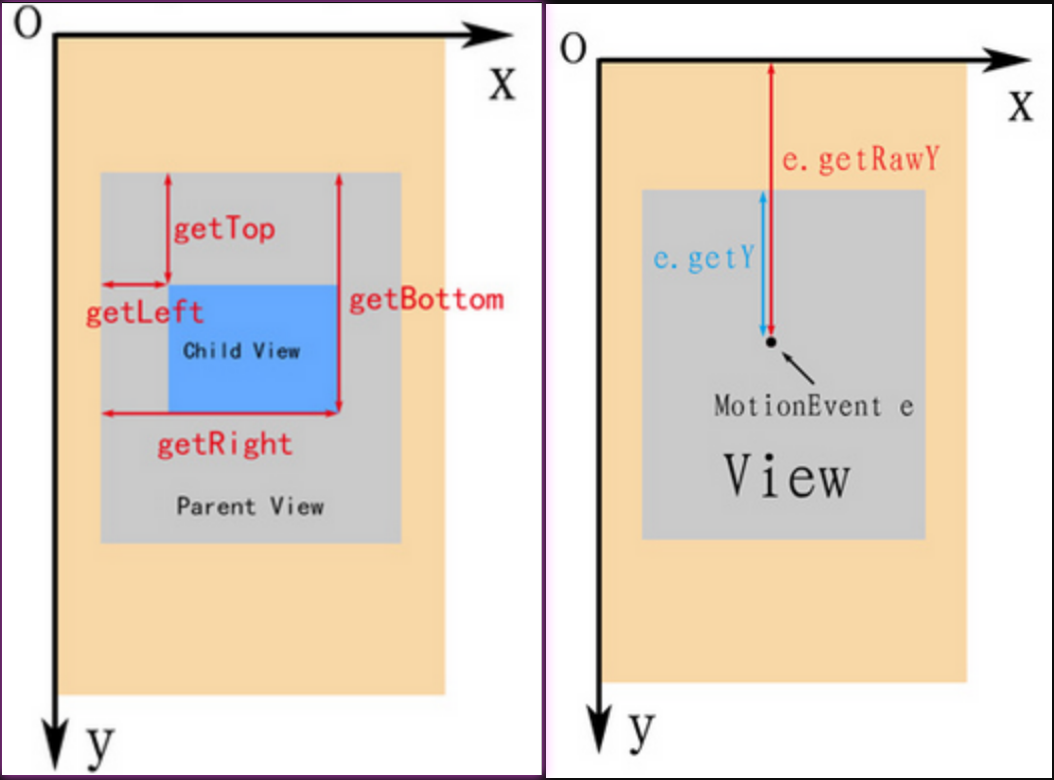 O
X
getTop
getLeft
getBottom
Child View
getRight
Parent View
y
O
X
e.getRawY
e.getY
MotionEvent e
View
y